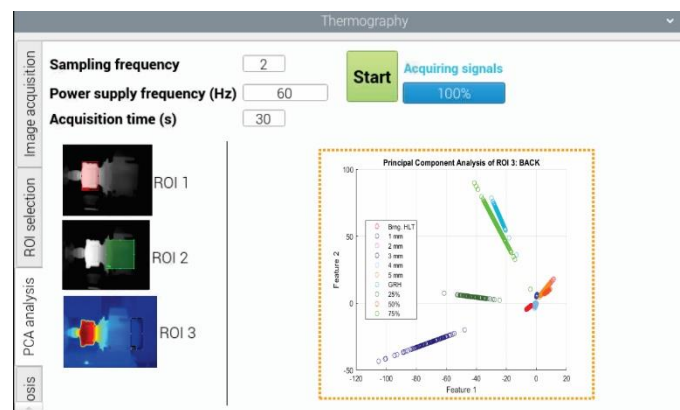 Thermography
Image acquisition
ROI selection
PCA analysis
osis
Sampling frequency
2
Power supply frequency (Hz)
60
Acquisition time (s)
30
Start
Acquiring signals
100%
ROI 1
ROI 2
ROI 3
Principal Component Analysis of ROI 3: BACK
Feature 2
100
50
0
-50
Brng. HLT
1 mm
2 mm
3 mm
4 mm
5 mm
GRH
25%
50%
75%
-120 -100 -80 -60 -40 -20 0 20
Feature 1